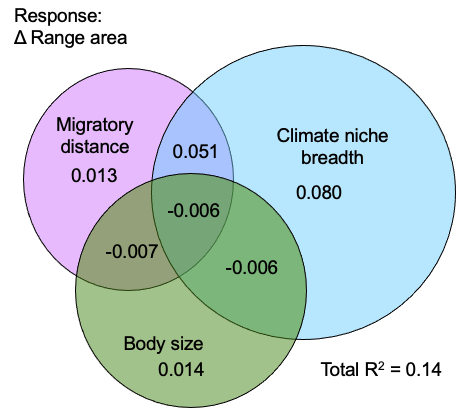 Response:
Δ Range area
Migratory
distance
0.013
0.051
Climate niche
breadth
0.080
-0.006
-0.007
-0.006
Body size
0.014
Total R² = 0.14